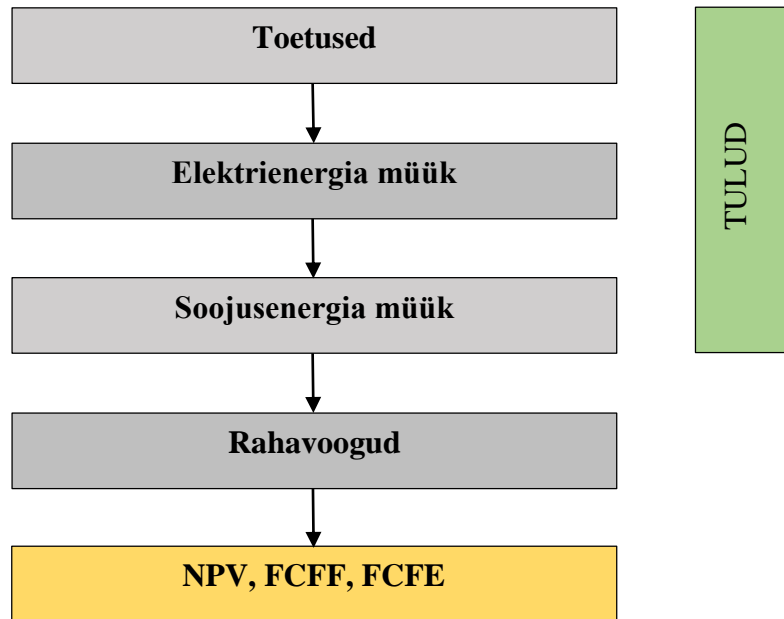 Toetused
Elektrienergia müük
Soojusenergia müük
Rahavoogud
NPV, FCFF, FCFE
TULUD